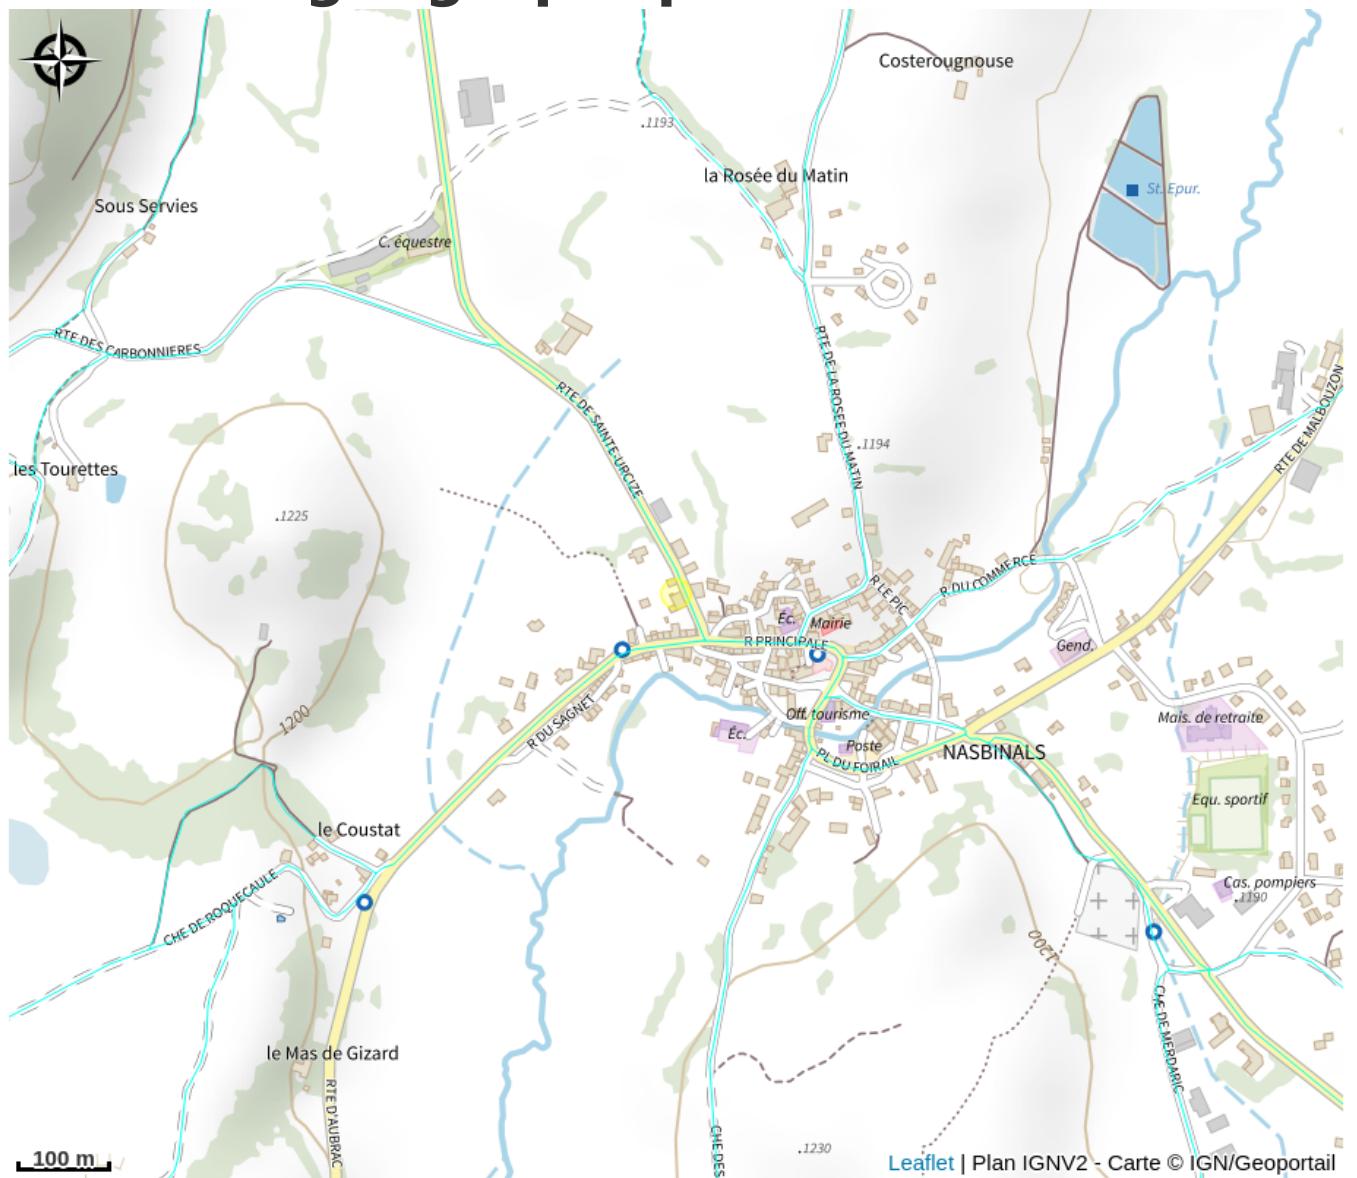 Costerougnouse
.1193
la Rosée du Matin
St. Epur.
Sous Servies
C. équestre
RTE DES CARBONNIERES
RTE DE LA ROSEE DU MATIN
RTE DE SAINTE-URCIZE
RTE DE MALBOUZON
.1194
les Tourettes
.1225
R DU COMMERCE
R LE PIC
Éc.
Mairie
R PRINCIPALE
Gend.
1200
R DU SAGNET
Off. tourisme
Mais. de retraite
Éc.
Poste
NASBINALS
PL DU FOIRAIL
Equ. sportif
le Coustat
Cas. pompiers
.1190
CHE DE ROQUECAULE
1200
CHE DE MERDARIC
le Mas de Gizard
RTE D'AUBRAC
CHE DES
.1230
100 m
Leaflet | Plan IGNV2 - Carte © IGN/Geoportail